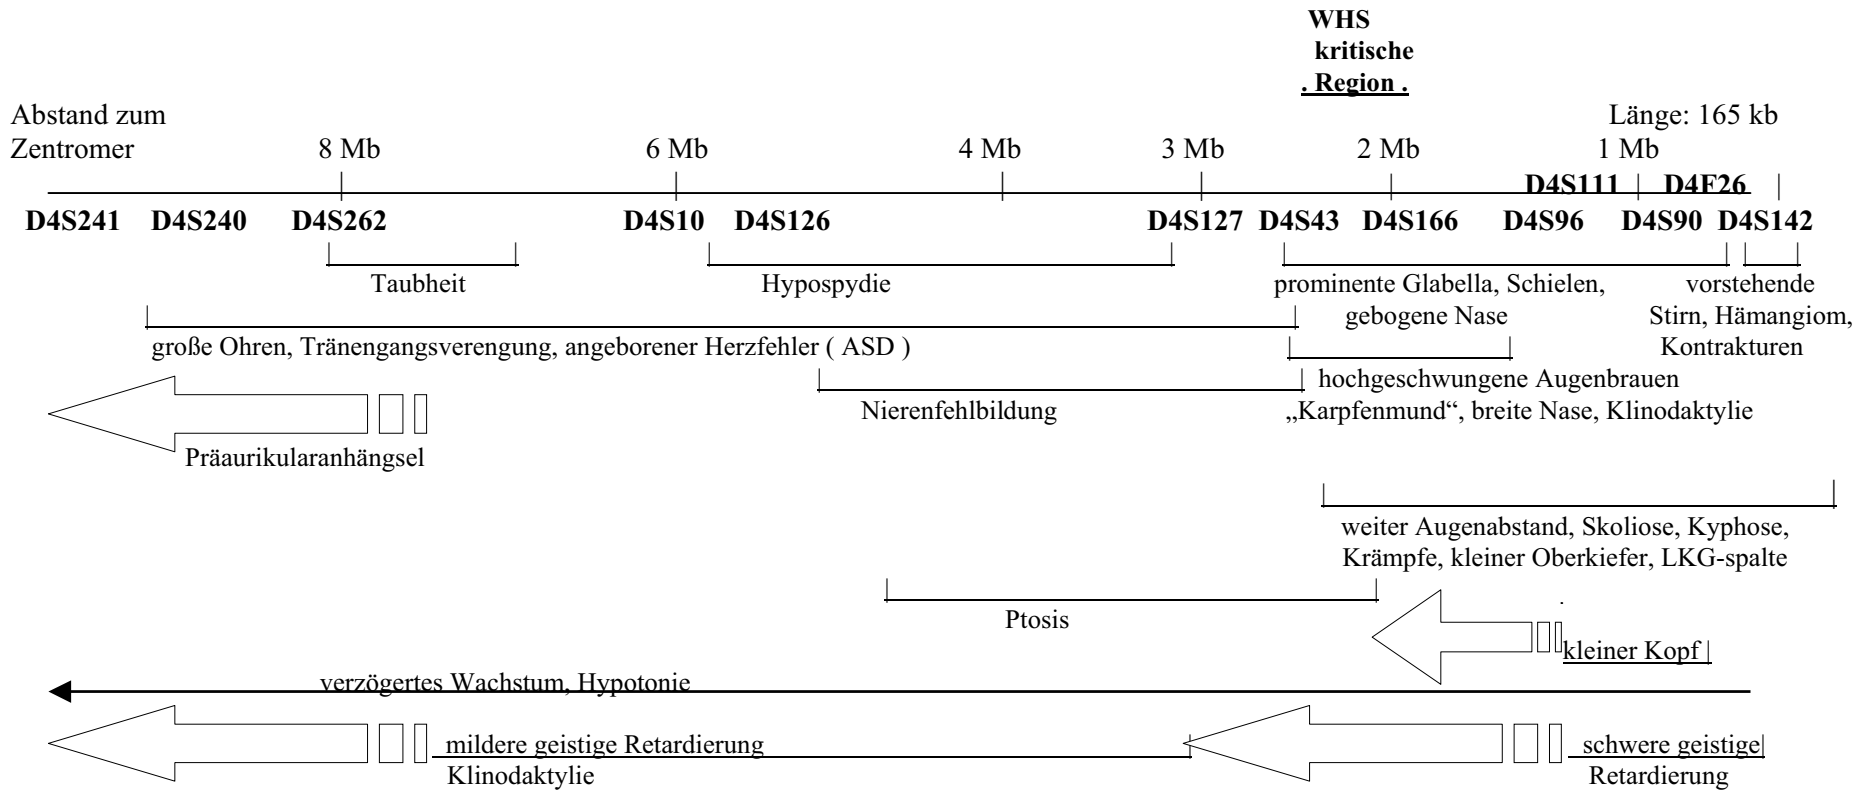 WHS
kritische
. Region .
Abstand zum
Länge: 165 kb
Zentromer 8 Mb 6 Mb 4 Mb 3 Mb 2 Mb 1 Mb
D4S111 D4F26
D4S241 D4S240 D4S262 D4S10 D4S126 D4S127 D4S43 D4S166 D4S96 D4S90 D4S142
Taubheit Hypospydie prominente Glabella, Schielen, vorstehende
gebogene Nase Stirn, Hämangiom,
große Ohren, Tränengangsverengung, angeborener Herzfehler ( ASD ) Kontrakturen
hochgeschwungene Augenbrauen
Nierenfehlbildung „Karpfenmund“, breite Nase, Klinodaktylie
Präaurikularanhängsel
weiter Augenabstand, Skoliose, Kyphose,
Krämpfe, kleiner Oberkiefer, LKG-spalte
Ptosis
kleiner Kopf
verzögertes Wachstum, Hypotonie
mildere geistige Retardierung schwere geistige
Klinodaktylie Retardierung